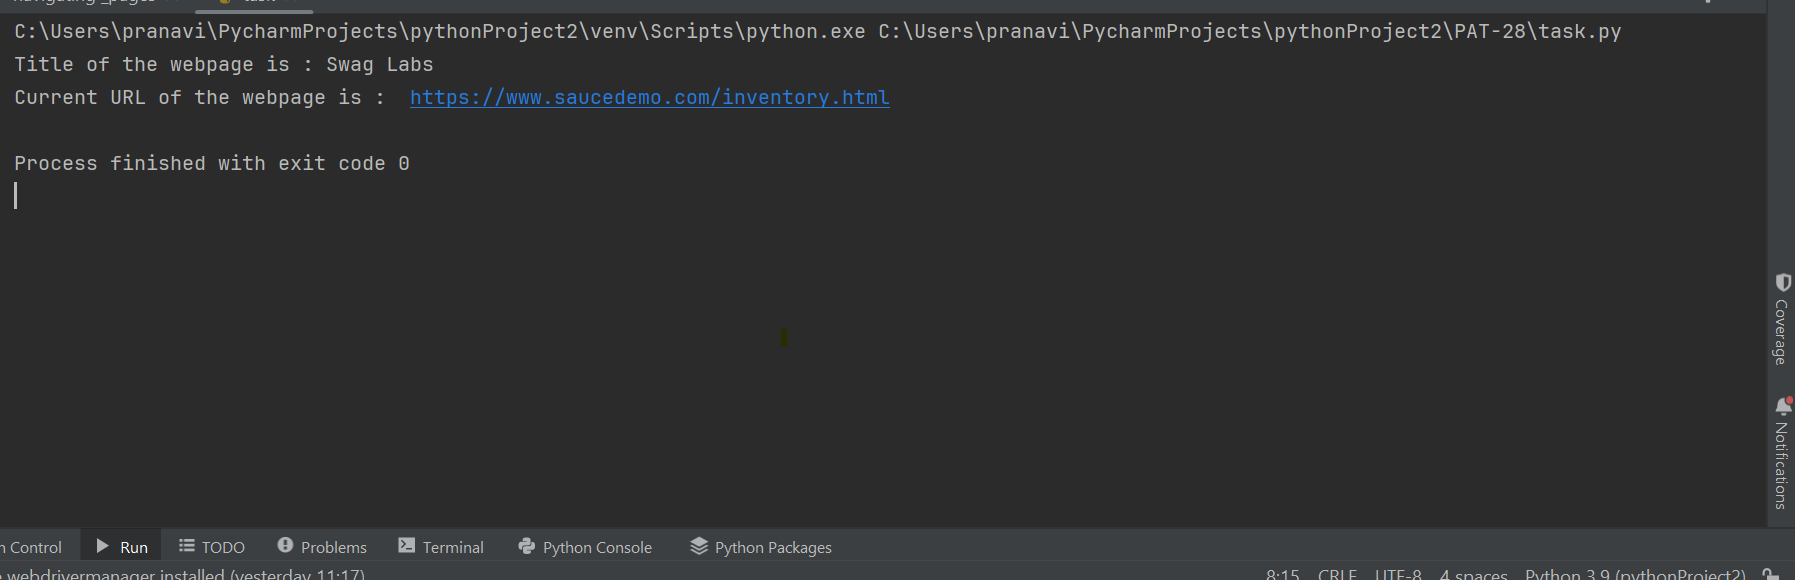 navigating _pages
task
C:\Users\pranavi\PycharmProjects\pythonProject2\venv\Scripts\python.exe C:\Users\pranavi\PycharmProjects\pythonProject2\PAT-28\task.py
Title of the webpage is : Swag Labs
Current URL of the webpage is :  https://www.saucedemo.com/inventory.html
Process finished with exit code 0
Coverage
Notifications
Control
Run
TODO
Problems
Terminal
Python Console
Python Packages
webdrivermanager installed (yesterday 11:17)
8:15
CRLF
UTF-8
4 spaces
Python 3.9 (pythonProject2)